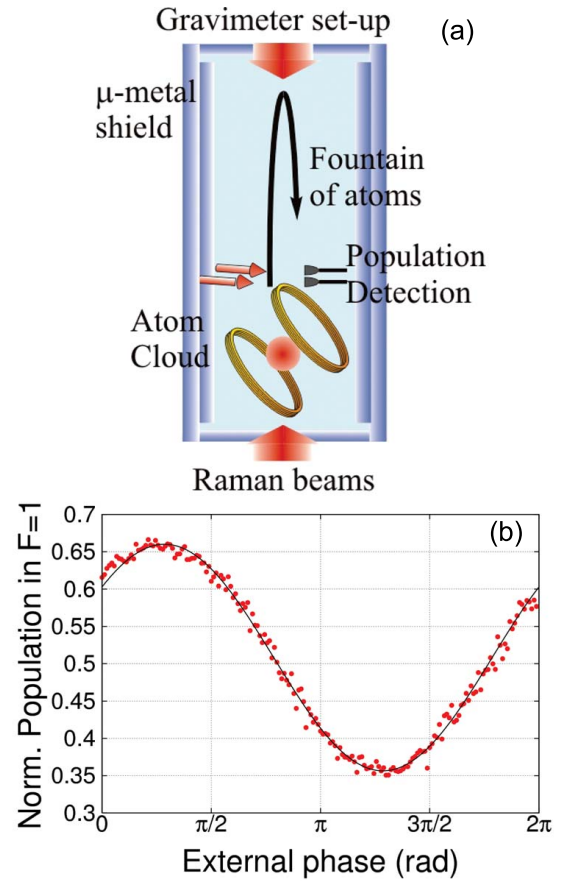 Gravimeter set-up
(a)
μ-metal
shield
Fountain
of atoms
Population
Detection
Atom
Cloud
Raman beams
(b)
Norm. Population in F=1
0.7
0.65
0.6
0.55
0.5
0.45
0.4
0.35
0.3
0
π/2
π
3π/2
2π
External phase (rad)